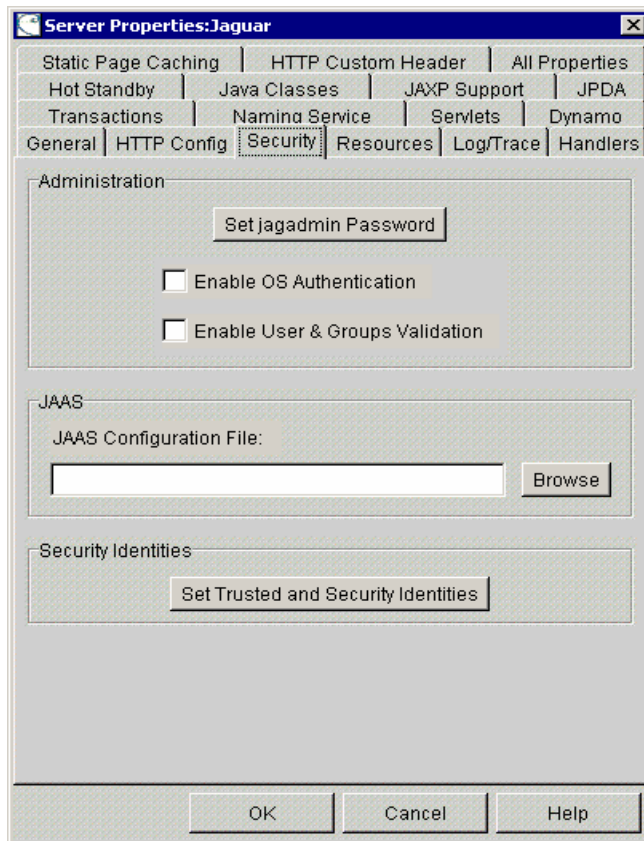 Server Properties:Jaguar
Static Page Caching HTTP Custom Header All Properties
Hot Standby Java Classes JAXP Support JPDA
Transactions Naming Service Servlets Dynamo
General HTTP Config Security Resources Log/Trace Handlers
Administration
Set jagadmin Password
Enable OS Authentication
Enable User & Groups Validation
JAAS
JAAS Configuration File:
Browse
Security Identities
Set Trusted and Security Identities
OK Cancel Help